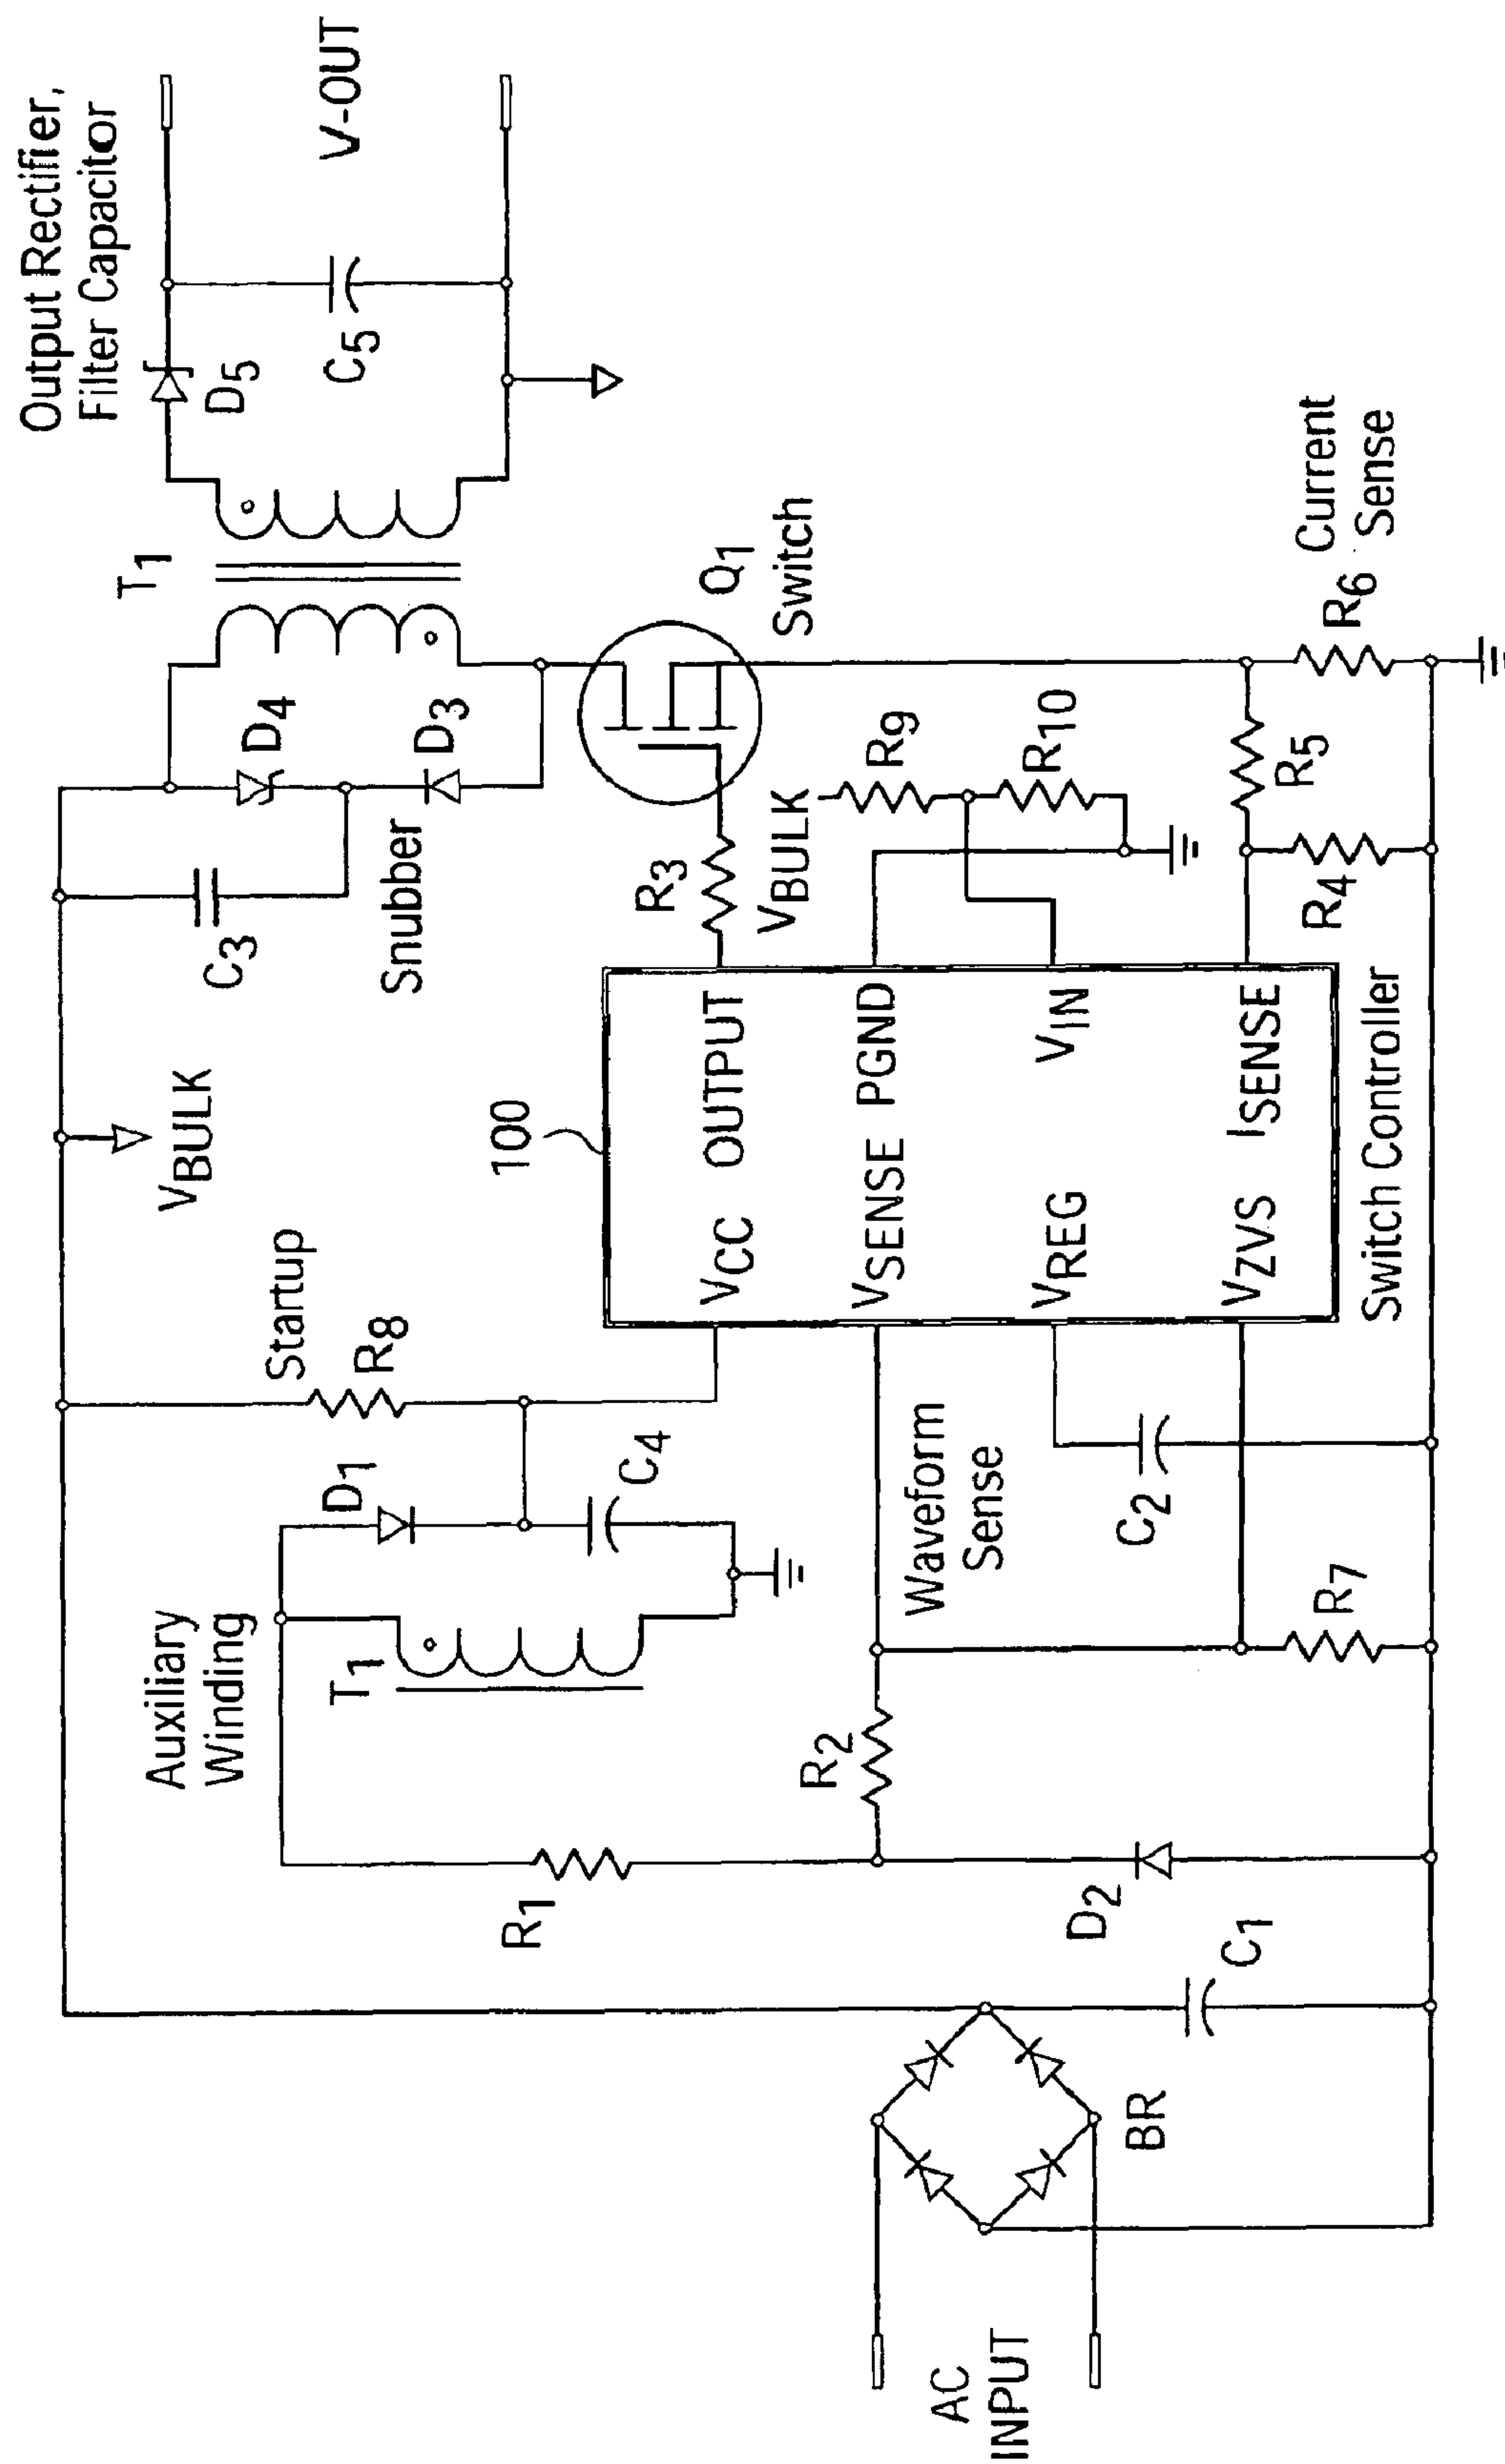 Output Rectifier,
Filter Capacitor
V-OUT
D5
C5
T1
D4
D3
C3
Snubber
VBULK
Q1
Switch
R3
VBULK
R9
R10
R5
R4
R6
Current
Sense
Startup
R8
100
VCC
OUTPUT
VSENSE
PGND
VREG
VIN
VZVS
ISENSE
Switch Controller
Auxiliary
Winding
T1
D1
C4
Waveform
Sense
C2
R7
R2
R1
D2
C1
BR
AC
INPUT